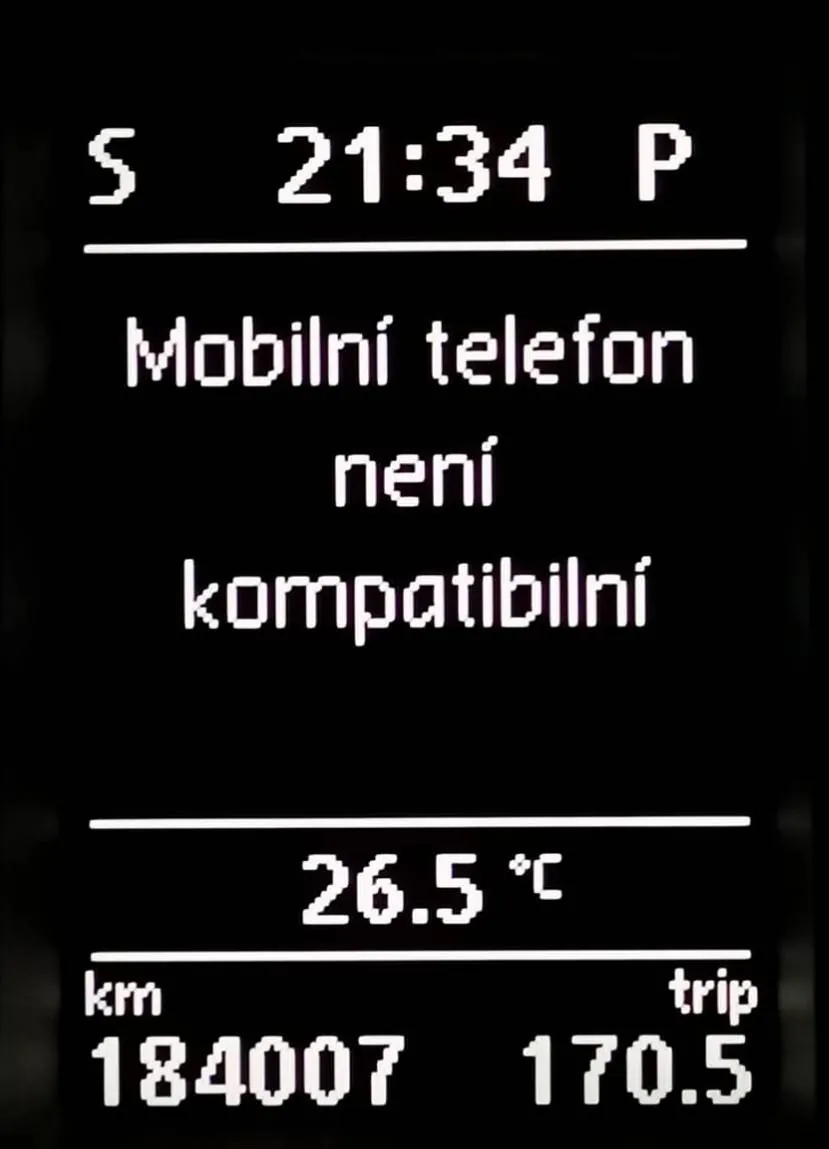 S 21:34 P
Mobilní telefon
není
kompatibilní
26.5 °C
km trip
184007 170.5